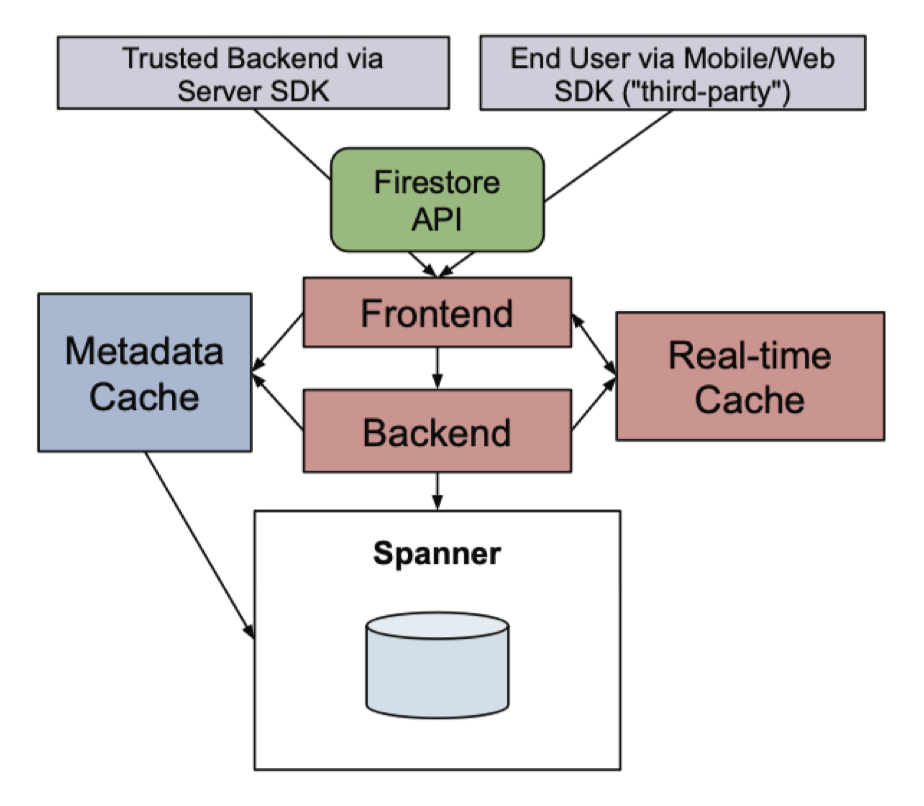 Trusted Backend via
Server SDK
End User via Mobile/Web
SDK ("third-party")
Firestore
API
Frontend
Metadata
Cache
Real-time
Cache
Backend
Spanner